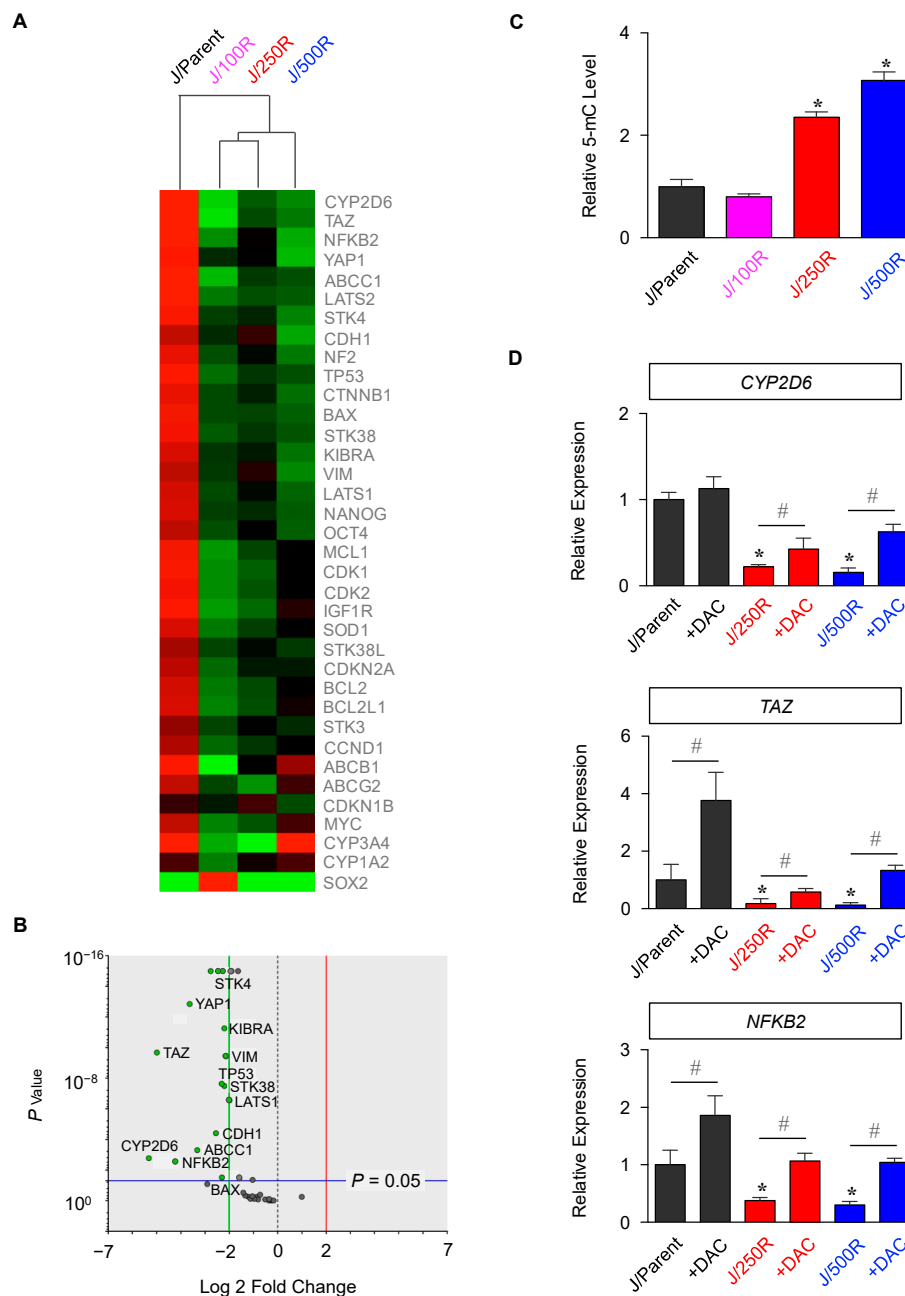 A
J/Parent
J/100R
J/250R
J/500R
CYP2D6
TAZ
NFKB2
YAP1
ABCC1
LATS2
STK4
CDH1
NF2
TP53
CTNNB1
BAX
STK38
KIBRA
VIM
LATS1
NANOG
OCT4
MCL1
CDK1
CDK2
IGF1R
SOD1
STK38L
CDKN2A
BCL2
BCL2L1
STK3
CCND1
ABCB1
ABCG2
CDKN1B
MYC
CYP3A4
CYP1A2
SOX2
B
P Value
10-16
10-8
100
STK4
YAP1
KIBRA
TAZ
VIM
TP53
STK38
LATS1
CDH1
CYP2D6
ABCC1
NFKB2
BAX
P = 0.05
−7
−2
0
2
7
Log 2 Fold Change
C
Relative 5-mC Level
4
2
0
*
*
J/Parent
J/100R
J/250R
J/500R
D
CYP2D6
Relative Expression
2
1
0
*
#
*
#
J/Parent
+DAC
J/250R
+DAC
J/500R
+DAC
TAZ
Relative Expression
6
4
2
0
#
*
#
*
#
J/Parent
+DAC
J/250R
+DAC
J/500R
+DAC
NFKB2
Relative Expression
3
2
1
0
#
*
#
*
#
J/Parent
+DAC
J/250R
+DAC
J/500R
+DAC